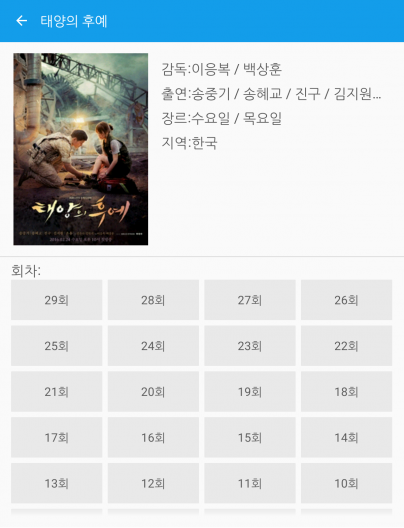 태양의 후예
감독:이응복 / 백상훈
출연:송중기 / 송혜교 / 진구 / 김지원...
장르:수요일 / 목요일
지역:한국
태양의 후예
회차:
29회 28회 27회 26회
25회 24회 23회 22회
21회 20회 19회 18회
17회 16회 15회 14회
13회 12회 11회 10회